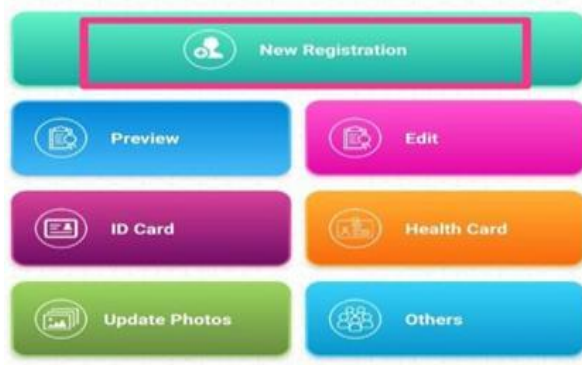 New Registration
Preview
Edit
ID Card
Health Card
Update Photos
Others